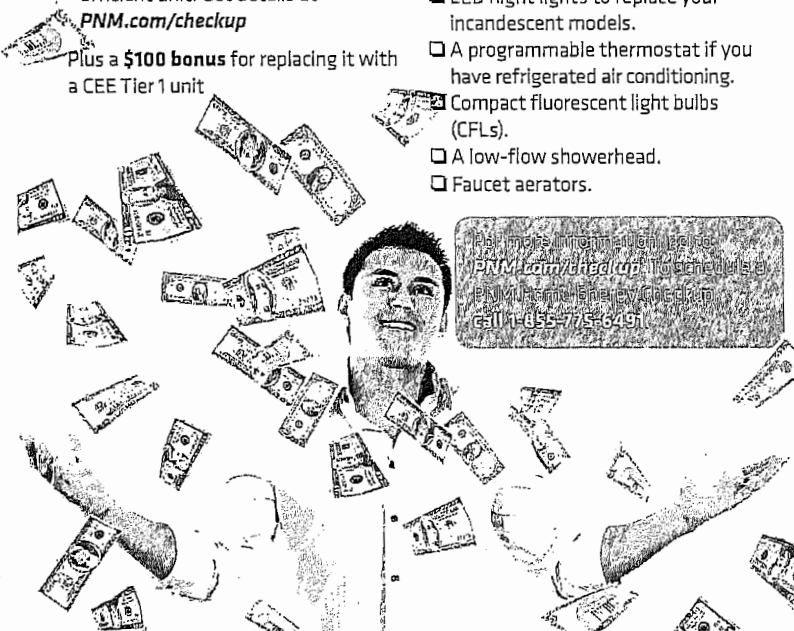 PNM.com/checkup
Plus a $100 bonus for replacing it with
a CEE Tier 1 unit
LED night lights to replace your
incandescent models.
❑ A programmable thermostat if you
have refrigerated air conditioning.
❑ Compact fluorescent light bulbs
(CFLs).
❑ A low-flow showerhead.
❑ Faucet aerators.
For more information, go to
PNM.com/checkup. To schedule a
PNM Home Energy Checkup
call 1-855-775-6491.